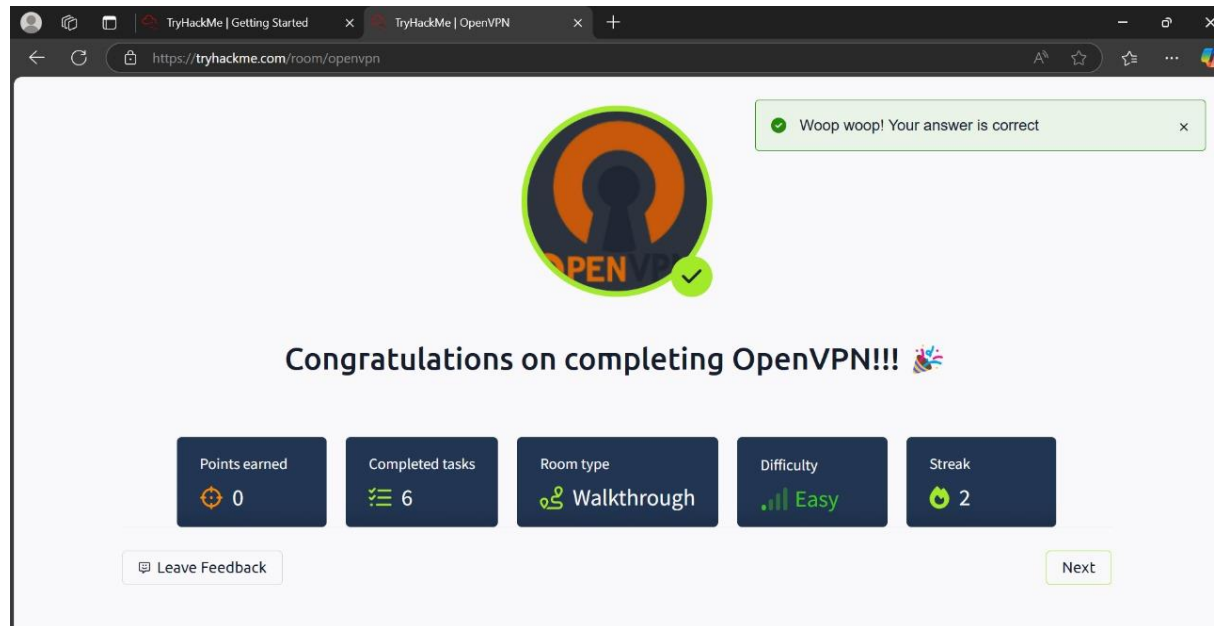 TryHackMe | Getting Started
TryHackMe | OpenVPN
https://tryhackme.com/room/openvpn
Woop woop! Your answer is correct
OPENVPN
Congratulations on completing OpenVPN!!! 🎉
Points earned
0
Completed tasks
6
Room type
Walkthrough
Difficulty
Easy
Streak
2
Leave Feedback
Next